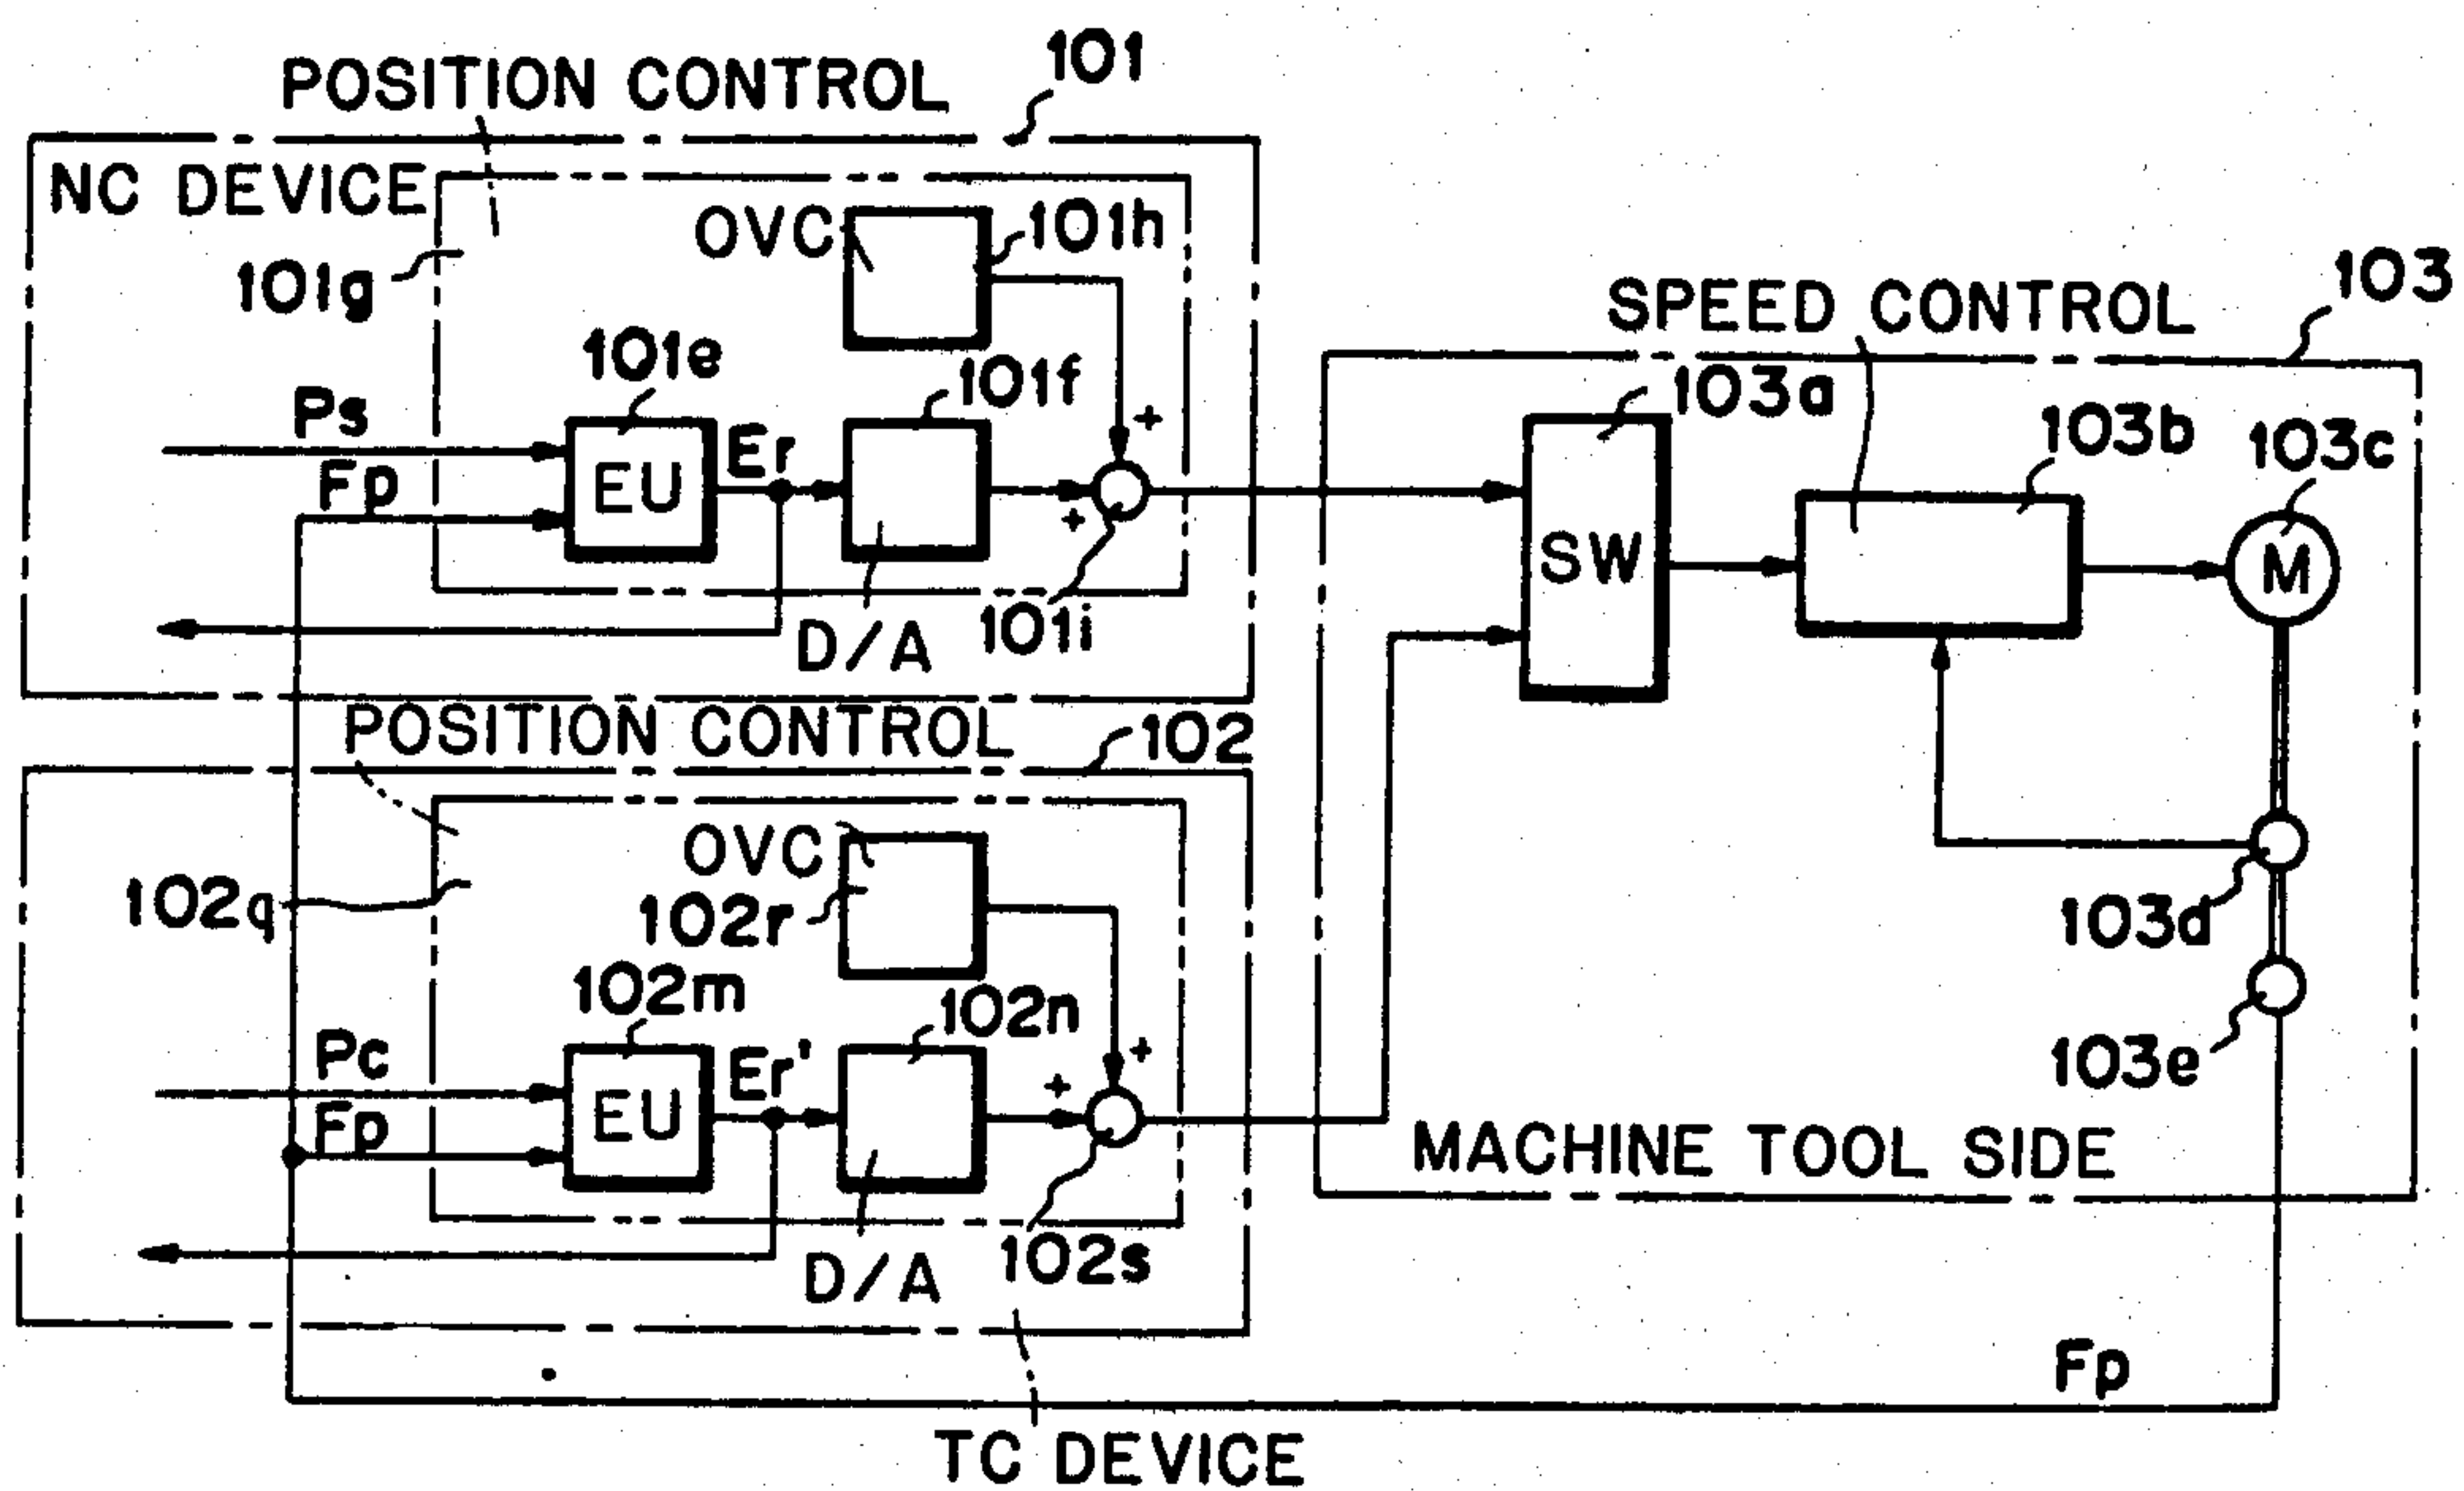 POSITION CONTROL
101
NC DEVICE
OVC
101h
101g
101e
101f
Ps
Fp
EU
Er
+
+
101i
D/A
SPEED CONTROL
103
103a
103b
103c
SW
M
103d
103e
MACHINE TOOL SIDE
POSITION CONTROL
102
OVC
102q
102r
102m
102n
Pc
Fp
EU
Er'
+
+
102s
D/A
Fp
TC DEVICE